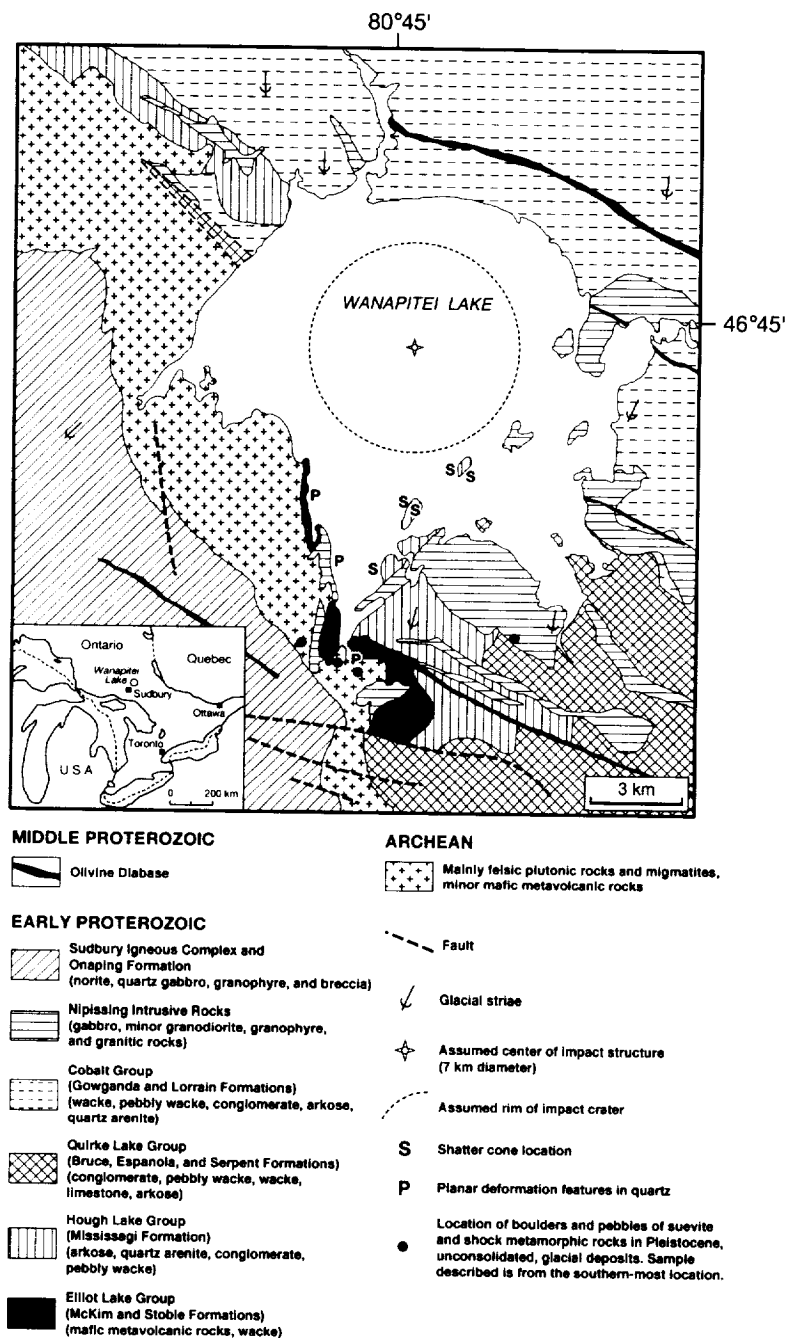 80°45'
WANAPITEI LAKE
46°45'
P
P
S
S
S
S
S
P
Ontario
Quebec
Wanapitei
Lake
Sudbury
Ottawa
Toronto
U S A
0 200 km
3 km
MIDDLE PROTEROZOIC
Olivine Diabase
EARLY PROTEROZOIC
Sudbury Igneous Complex and
Onaping Formation
(norite, quartz gabbro, granophyre, and breccia)
Nipissing Intrusive Rocks
(gabbro, minor granodiorite, granophyre,
and granitic rocks)
Cobalt Group
(Gowganda and Lorrain Formations)
(wacke, pebbly wacke, conglomerate, arkose,
quartz arenite)
Quirke Lake Group
(Bruce, Espanola, and Serpent Formations)
(conglomerate, pebbly wacke, wacke,
limestone, arkose)
Hough Lake Group
(Mississagi Formation)
(arkose, quartz arenite, conglomerate,
pebbly wacke)
Elliot Lake Group
(McKim and Stobie Formations)
(mafic metavolcanic rocks, wacke)
ARCHEAN
Mainly felsic plutonic rocks and migmatites,
minor mafic metavolcanic rocks
Fault
Glacial striae
Assumed center of impact structure
(7 km diameter)
Assumed rim of impact crater
S Shatter cone location
P Planar deformation features in quartz
Location of boulders and pebbles of suevite
and shock metamorphic rocks in Pleistocene,
unconsolidated, glacial deposits. Sample
described is from the southern-most location.